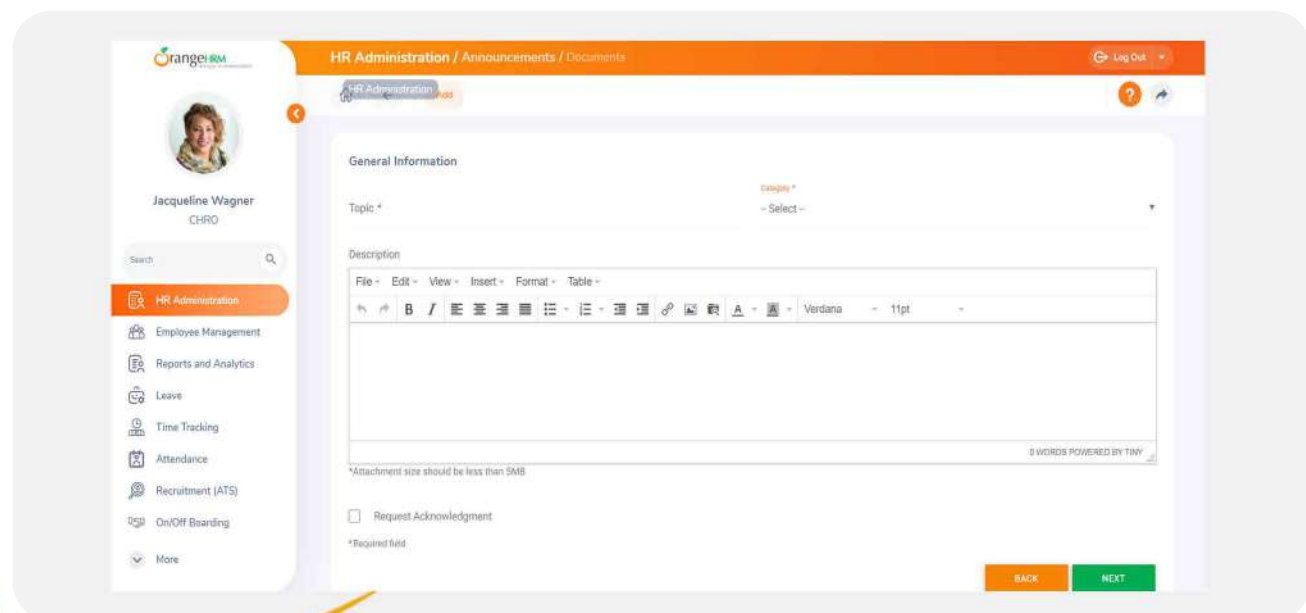 OrangeHRM
HR Administration / Announcements / Documents
Log Out
HR Administration
Add
?
Jacqueline Wagner
CHRO
Search
HR Administration
Employee Management
Reports and Analytics
Leave
Time Tracking
Attendance
Recruitment (ATS)
On/Off Boarding
More
General Information
Topic *
Category *
-- Select --
Description
File Edit View Insert Format Table
B I A A Verdana 11pt
0 WORDS POWERED BY TINY
*Attachment size should be less than 5MB
Request Acknowledgment
*Required field
BACK NEXT